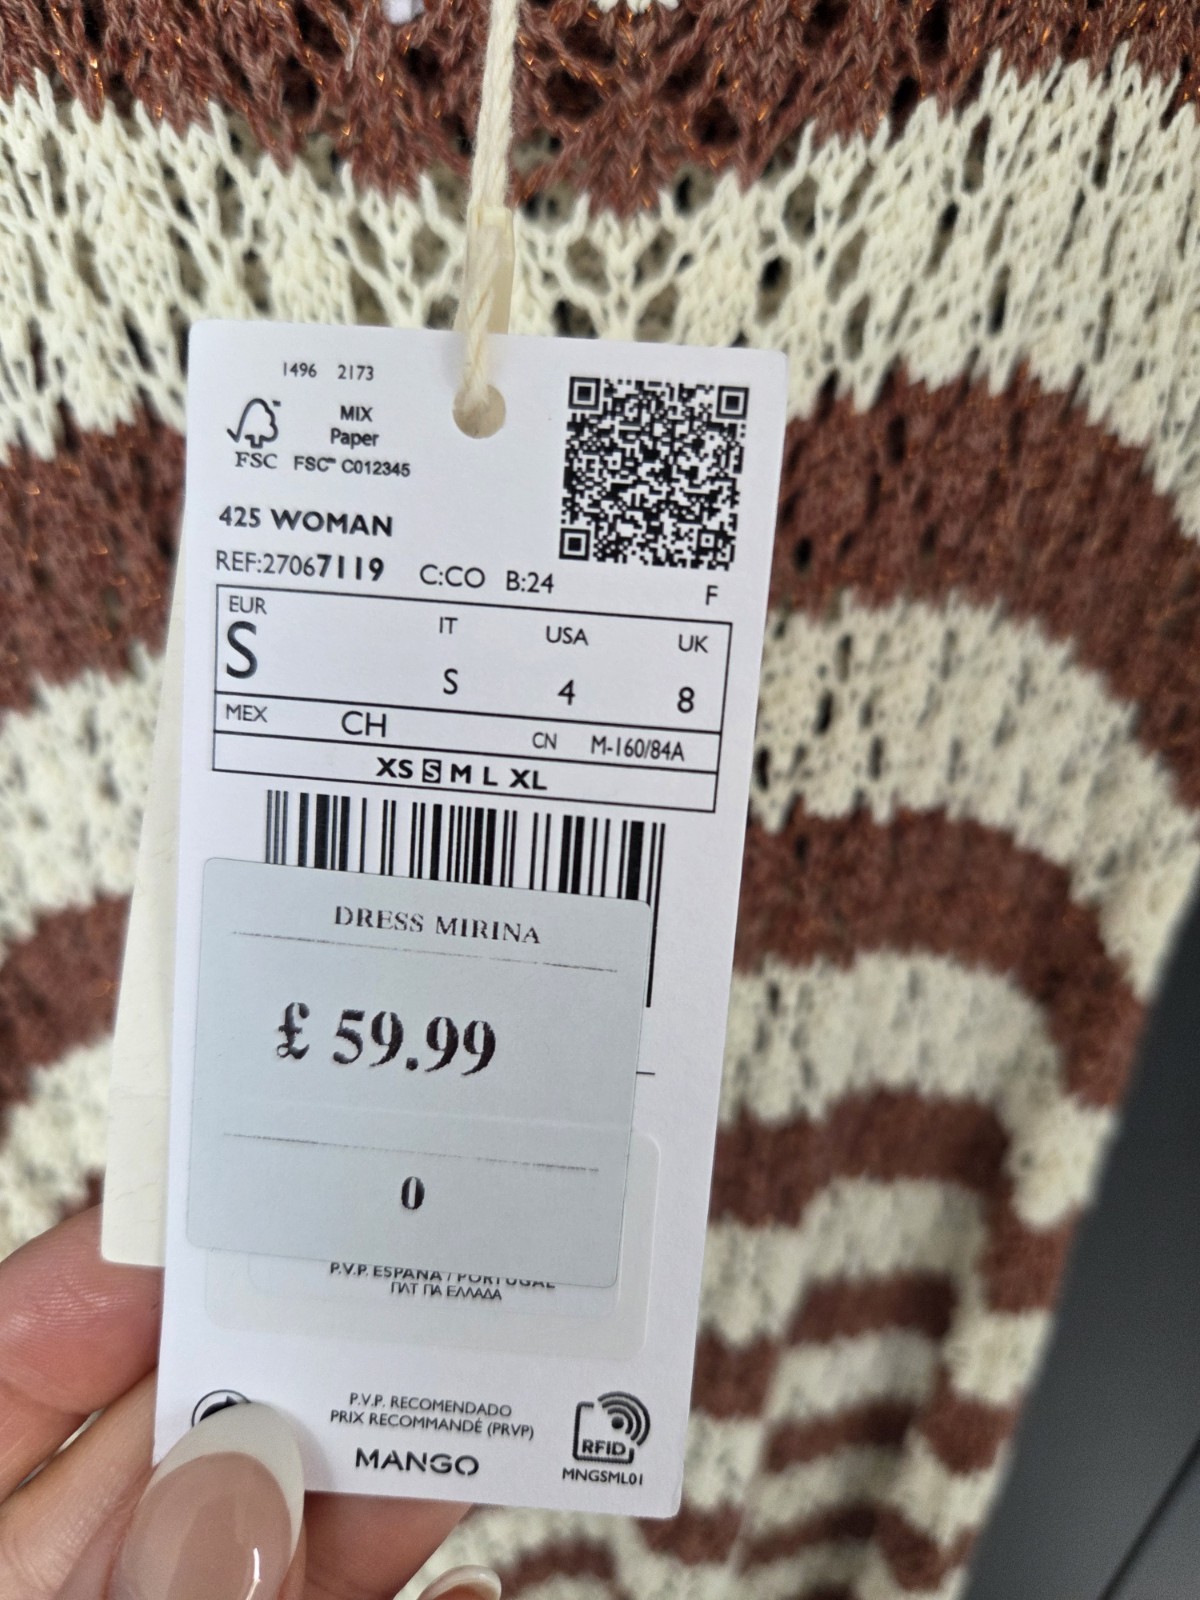 1496 2173
MIX
Paper
FSC FSC™ C012345
425 WOMAN
REF:27067119 C:CO B:24 F
EUR IT USA UK
S S 4 8
MEX CH CN M-160/84A
XS S M L XL
DRESS MIRINA
£ 59.99
0
P.V.P. ESPAÑA / PORTUGAL
ΠΛΤ ΓΙΑ ΕΛΛΑΔΑ
P.V.P. RECOMENDADO
PRIX RECOMMANDÉ (PRVP)
MANGO
RFID
MNGSML01